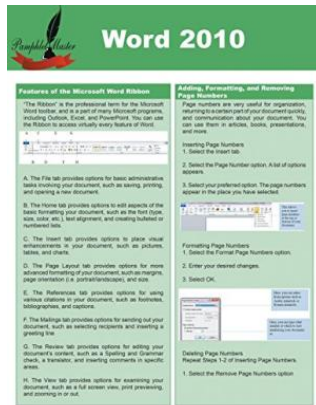 Pamphlet Master
Word 2010
Features of the Microsoft Word Ribbon
"The Ribbon" is the professional term for the Microsoft
Word toolbar, and is a part of many Microsoft programs,
including Outlook, Excel, and PowerPoint. You can use
the Ribbon to access virtually every feature of Word.
A. The File tab provides options for basic administrative
tasks involving your document, such as saving, printing,
and opening a new document.
B. The Home tab provides options to edit aspects of the
basic formatting your document, such as the font (type,
size, color, etc.), text alignment, and creating bulleted or
numbered lists.
C. The Insert tab provides options to place visual
enhancements in your document, such as pictures,
tables, and charts.
D. The Page Layout tab provides options for more
advanced formatting of your document, such as margins,
page orientation (i.e. portrait/landscape), and size.
E. The References tab provides options for using
various citations in your document, such as footnotes,
bibliographies, and captions.
F. The Mailings tab provides options for sending out your
document, such as selecting recipients and inserting a
greeting line.
G. The Review tab provides options for editing your
document's content, such as a Spelling and Grammar
check, a translator, and inserting comments in specific
areas.
H. The View tab provides options for examining your
document, such as a full screen view, print previewing,
and zooming in or out.
Adding, Formatting, and Removing
Page Numbers
Page numbers are very useful for organization,
returning to a certain part of your document quickly,
and communication about your document. You can
use them in articles, books, presentations,
and more.
Inserting Page Numbers
1. Select the Insert tab.
2. Select the Page Number option. A list of options
appears.
3. Select your preferred option. The page numbers
appear in the place you have selected.
Formatting Page Numbers
1. Select the Format Page Numbers option.
2. Enter your desired changes.
3. Select OK.
Deleting Page Numbers
Repeat Steps 1-2 of Inserting Page Numbers.
1. Select the Remove Page Numbers option